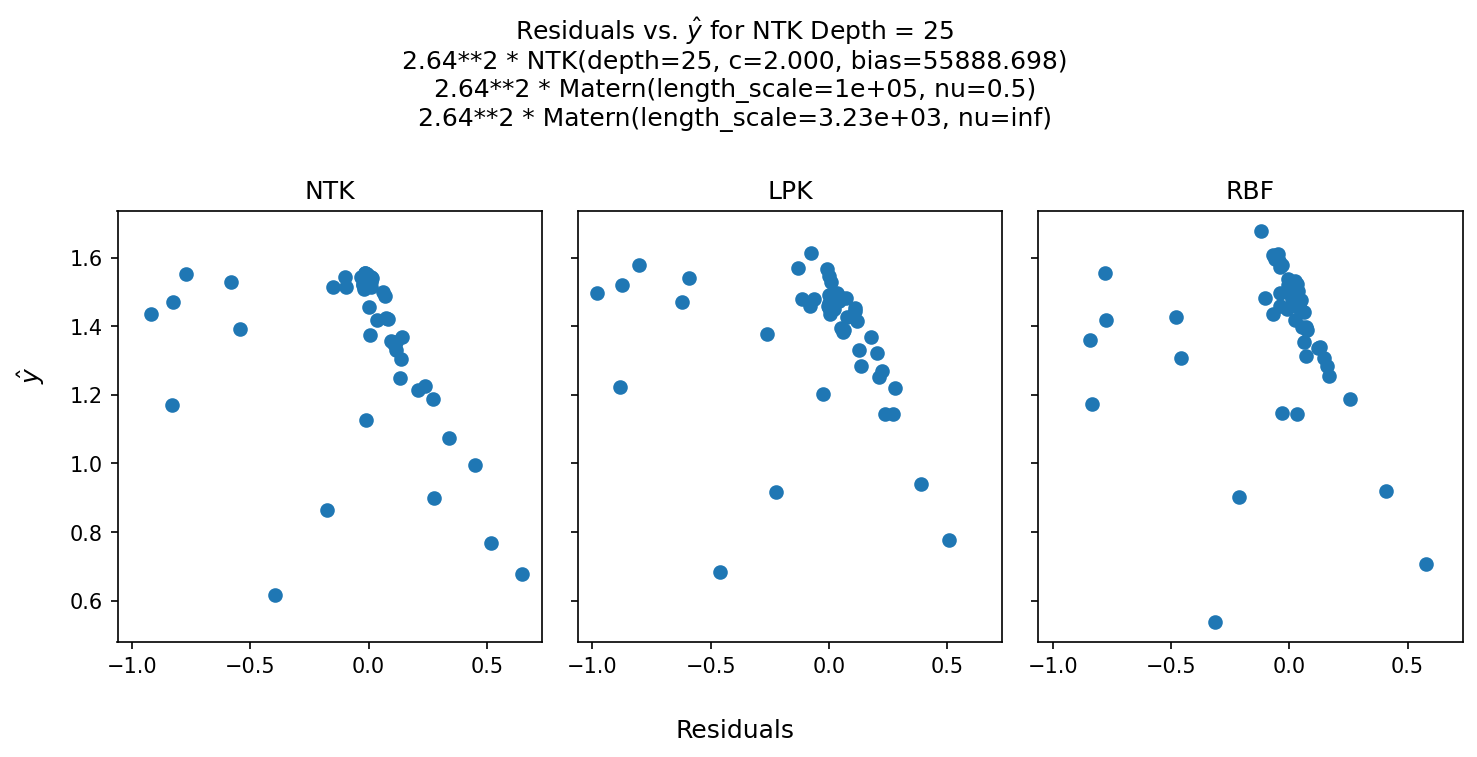 Residuals vs. ŷ for NTK Depth = 25
2.64**2 * NTK(depth=25, c=2.000, bias=55888.698)
2.64**2 * Matern(length_scale=1e+05, nu=0.5)
2.64**2 * Matern(length_scale=3.23e+03, nu=inf)
NTK
LPK
RBF
ŷ
1.6
1.4
1.2
1.0
0.8
0.6
−1.0 −0.5 0.0 0.5
−1.0 −0.5 0.0 0.5
−1.0 −0.5 0.0 0.5
Residuals